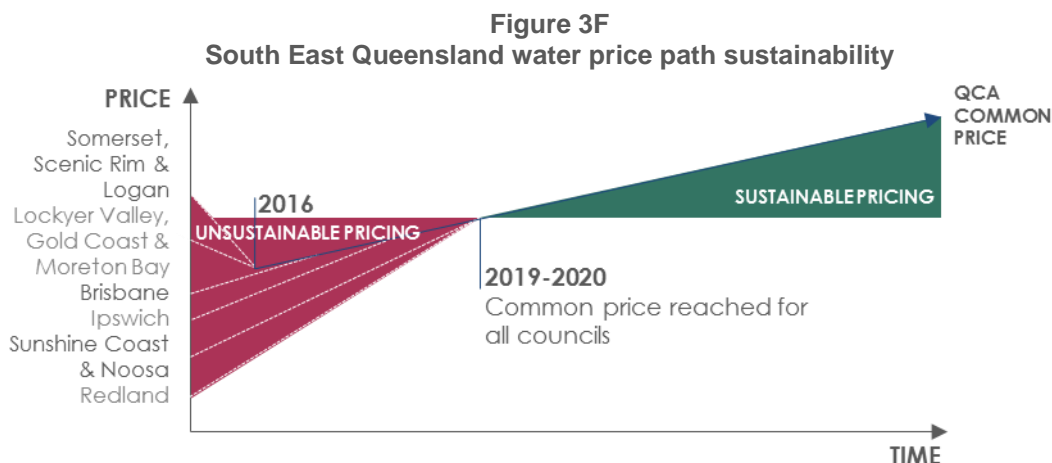 Figure 3F
South East Queensland water price path sustainability
PRICE
Somerset,
Scenic Rim &
Logan
Lockyer Valley,
Gold Coast &
Moreton Bay
Brisbane
Ipswich
Sunshine Coast
& Noosa
Redland
2016
UNSUSTAINABLE PRICING
2019-2020
Common price reached for
all councils
SUSTAINABLE PRICING
QCA
COMMON
PRICE
TIME